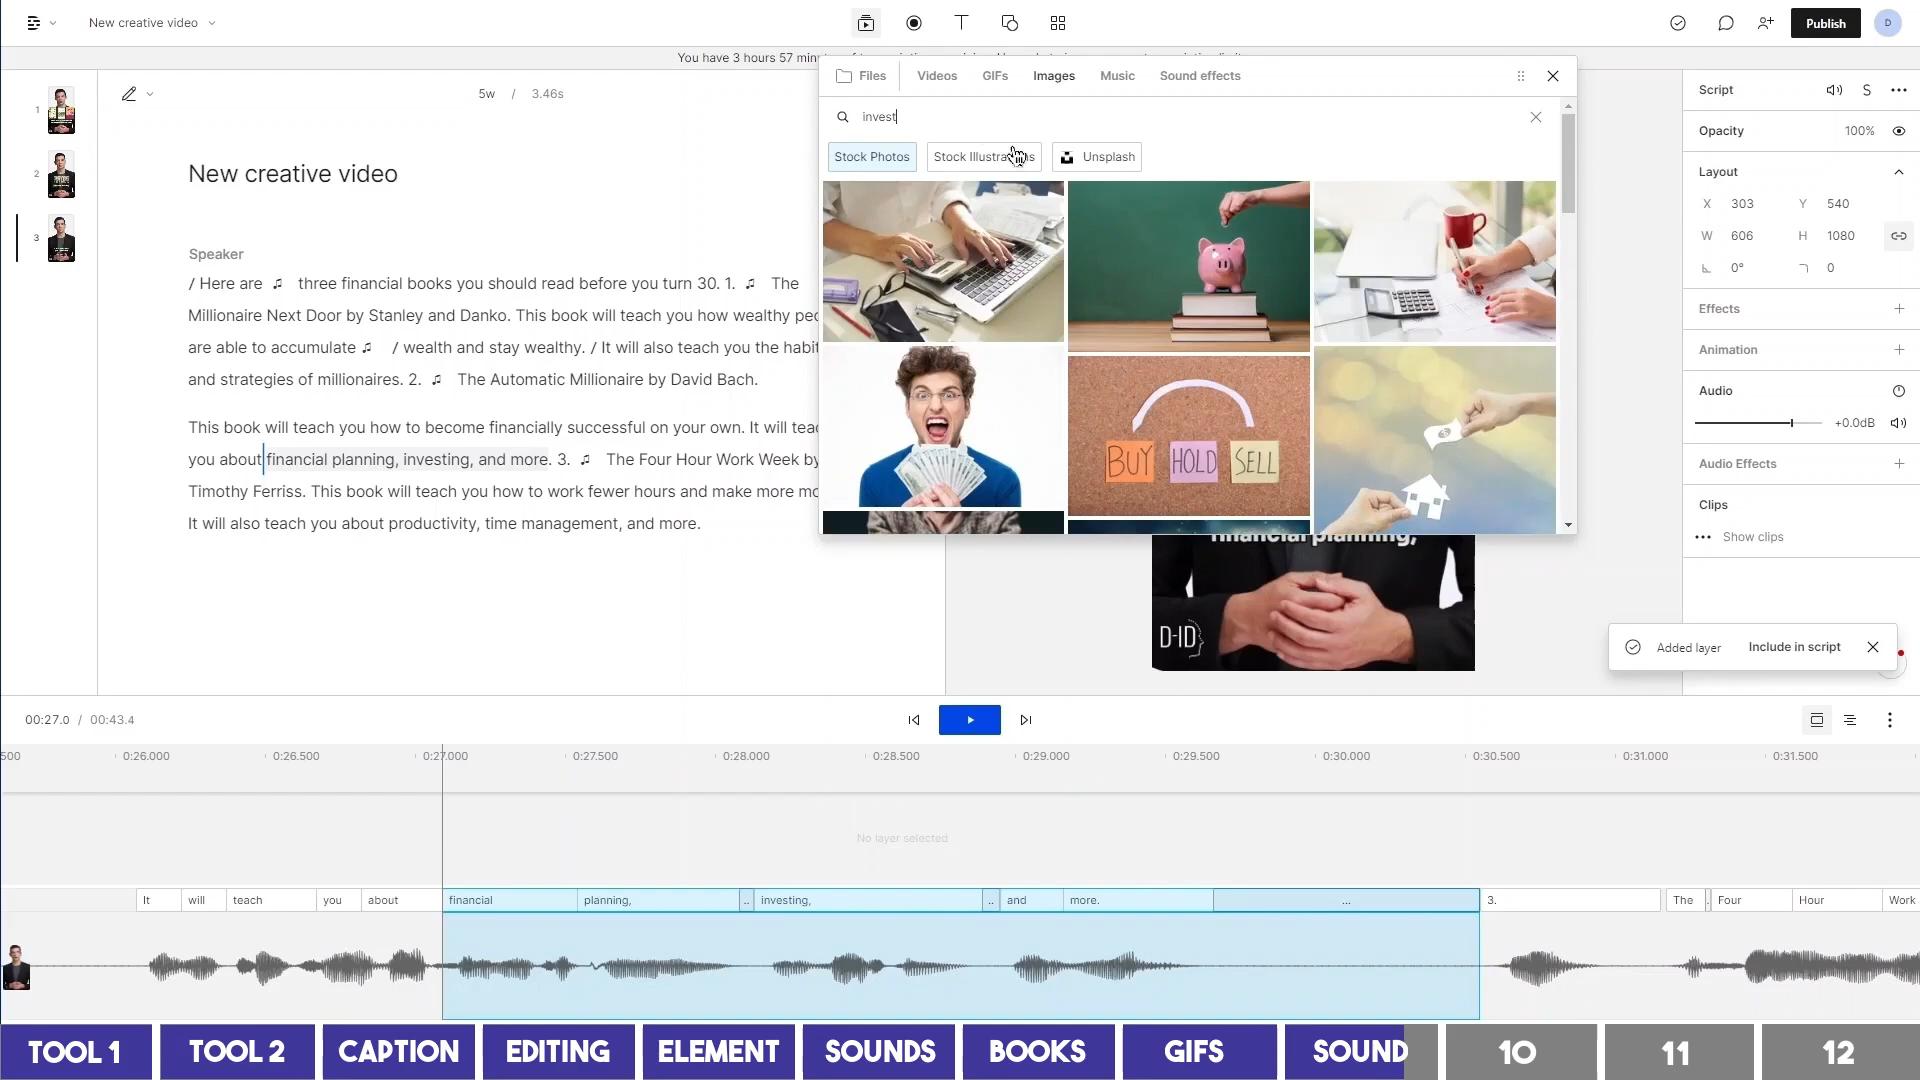 New creative video
Publish
D
You have 3 hours 57
Files
Videos
GIFs
Images
Music
Sound effects
invest
Stock Photos
Unsplash
BUY
HOLD
SELL
1
2
3
5w / 3.46s
New creative video
Speaker
/ Here are ♫ three financial books you should read before you turn 30. 1. ♫ The
Millionaire Next Door by Stanley and Danko. This book will teach you how wealthy
are able to accumulate ♫ / wealth and stay wealthy. / It will also teach you the
and strategies of millionaires. 2. ♫ The Automatic Millionaire by David Bach.
This book will teach you how to become financially successful on your own. It will
you about financial planning, investing, and more. 3. ♫ The Four Hour Work Week by
Timothy Ferriss. This book will teach you how to work fewer hours and make more
It will also teach you about productivity, time management, and more.
financial planning,
D-ID
Script
S
Opacity
100%
Layout
X 303 Y 540
W 606 H 1080
0° 0
Effects
Animation
Audio
+0.0dB
Audio Effects
Clips
Show clips
Added layer
Include in script
00:27.0 / 00:43.4
500
0:26.000
0:26.500
0:27.000
0:27.500
0:28.000
0:28.500
0:29.000
0:29.500
0:30.000
0:30.500
0:31.000
0:31.500
No layer selected
It will teach you about financial planning, .. investing, .. and more. ... 3. The . Four Hour Work
TOOL 1
TOOL 2
CAPTION
EDITING
ELEMENT
SOUNDS
BOOKS
GIFS
SOUND
10
11
12